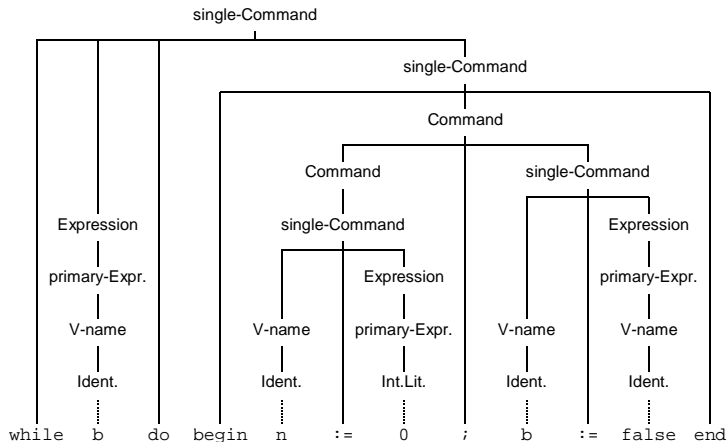 single-Command
single-Command
Command
Command single-Command
Expression single-Command Expression
primary-Expr. Expression primary-Expr.
V-name V-name primary-Expr. V-name V-name
Ident. Ident. Int.Lit. Ident. Ident.
while b do begin n := 0 ; b := false end